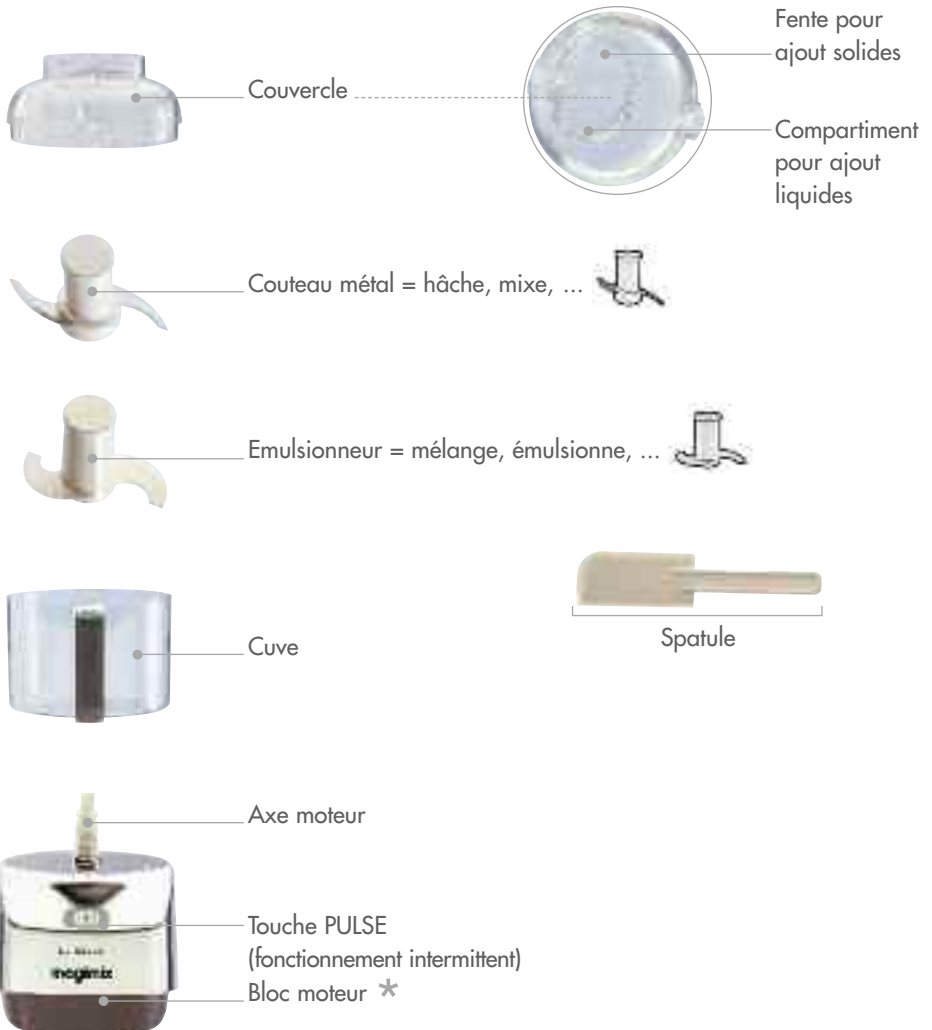 Fente pour
ajout solides
Couvercle
Compartiment
pour ajout
liquides
Couteau métal = hâche, mixe, ...
Emulsionneur = mélange, émulsionne, ...
Spatule
Cuve
Axe moteur
Touche PULSE
(fonctionnement intermittent)
Bloc moteur *
magimix